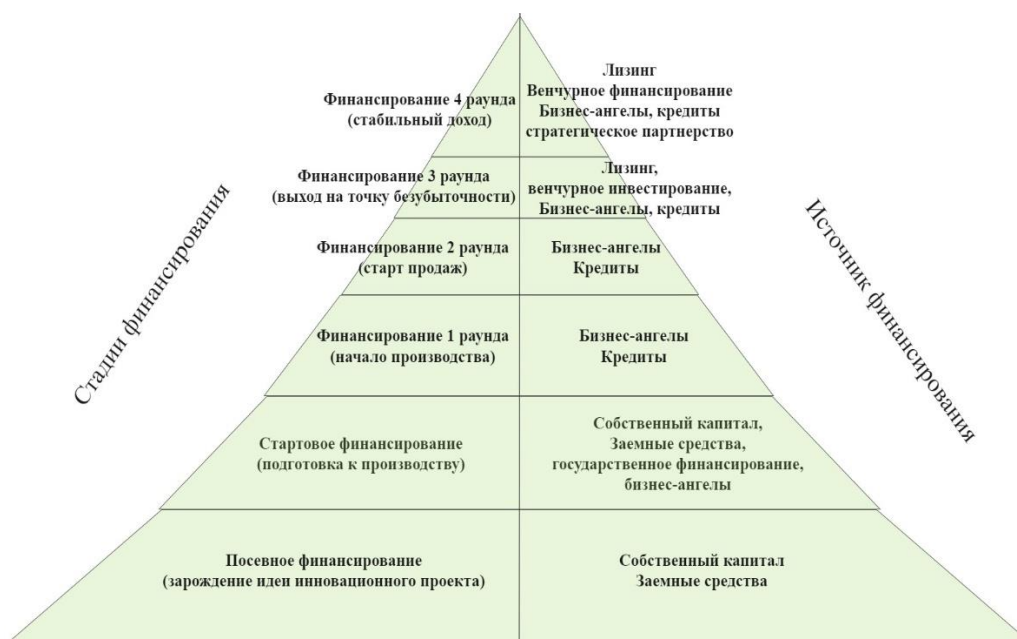 Стадии финансирования
Источник финансирования
Финансирование 4 раунда
(стабильный доход)
Лизинг
Венчурное финансирование
Бизнес-ангелы, кредиты
стратегическое партнерство
Финансирование 3 раунда
(выход на точку безубыточности)
Лизинг,
венчурное инвестирование,
Бизнес-ангелы, кредиты
Финансирование 2 раунда
(старт продаж)
Бизнес-ангелы
Кредиты
Финансирование 1 раунда
(начало производства)
Бизнес-ангелы
Кредиты
Стартовое финансирование
(подготовка к производству)
Собственный капитал,
Заемные средства,
государственное финансирование,
бизнес-ангелы
Посевное финансирование
(зарождение идеи инновационного проекта)
Собственный капитал
Заемные средства